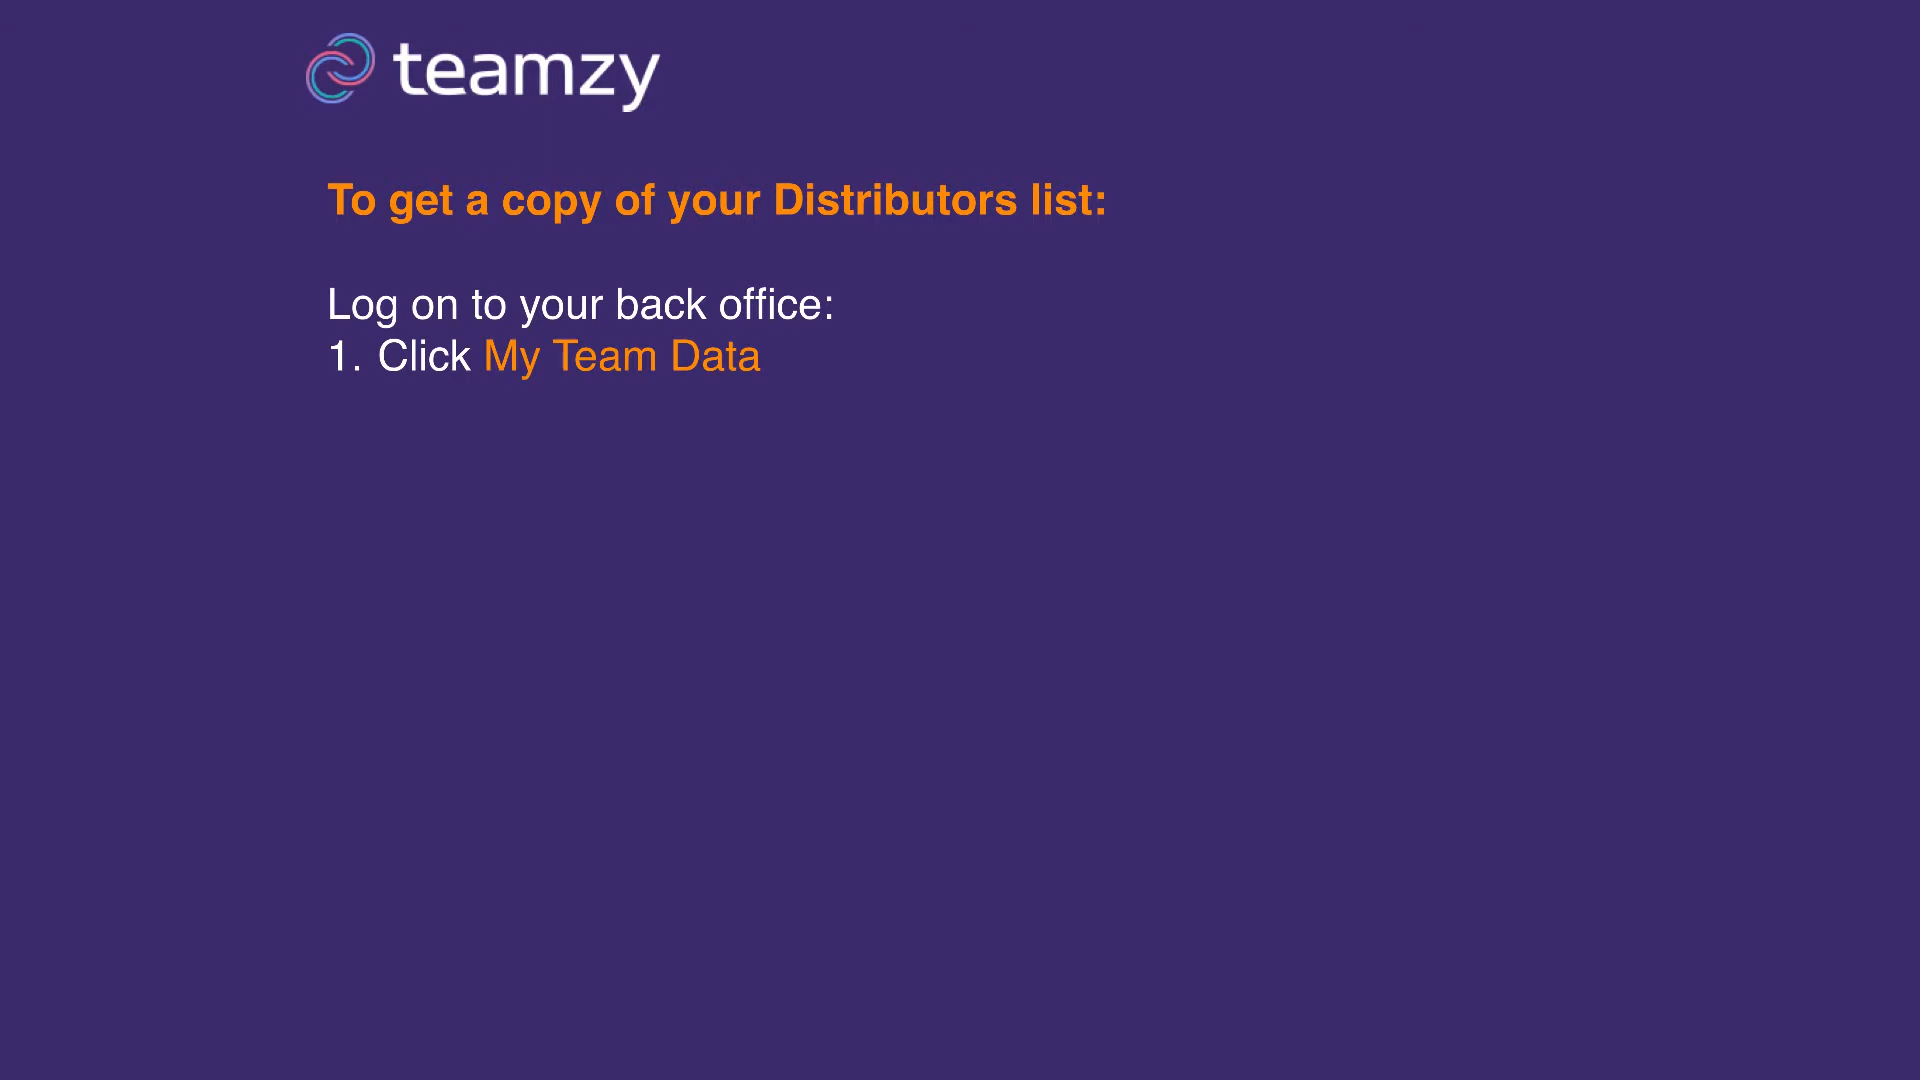 teamzy
To get a copy of your Distributors list:
Log on to your back office:
1. Click My Team Data